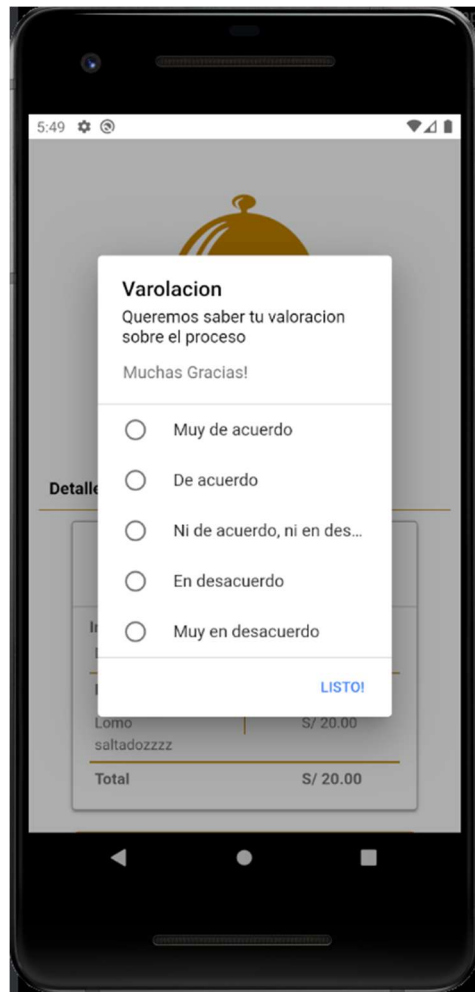 5:49
Varolacion
Queremos saber tu valoracion
sobre el proceso
Muchas Gracias!
Muy de acuerdo
De acuerdo
Detalle
Ni de acuerdo, ni en des...
En desacuerdo
Muy en desacuerdo
LISTO!
Lomo S/ 20.00
saltadozzzz
Total S/ 20.00